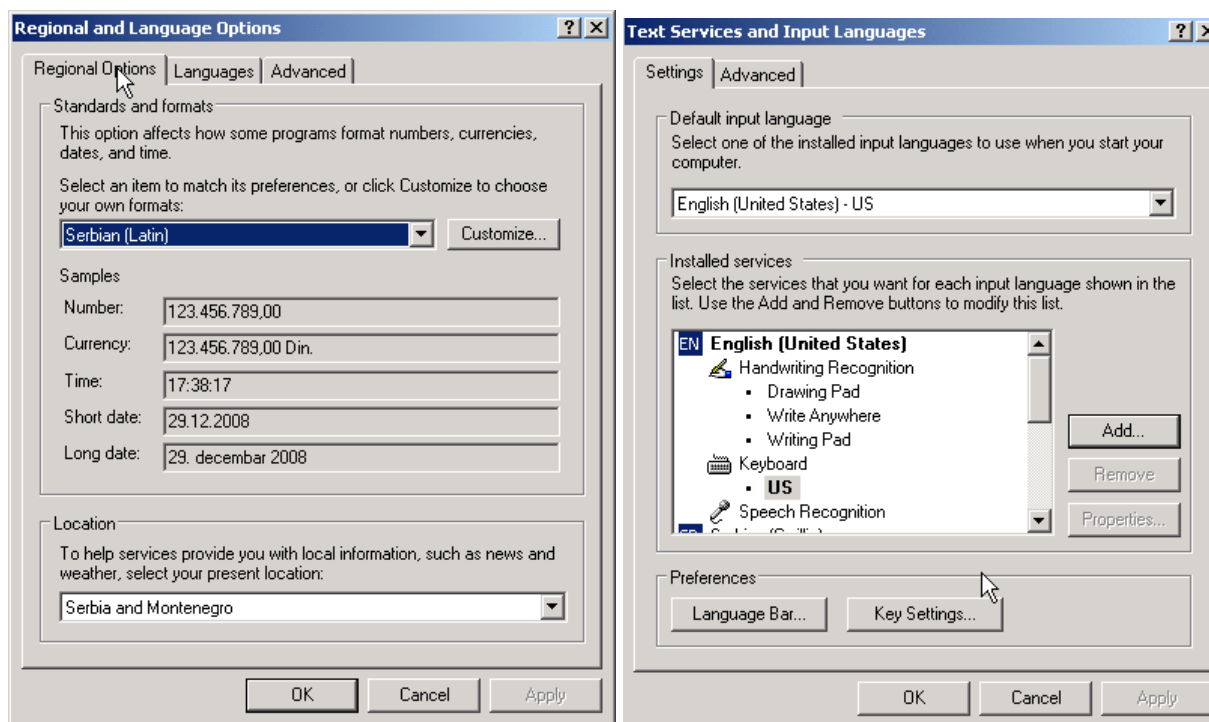 Regional and Language Options
Regional Options Languages Advanced
Standards and formats
This option affects how some programs format numbers, currencies,
dates, and time.
Select an item to match its preferences, or click Customize to choose
your own formats:
Serbian (Latin) Customize...
Samples
Number: 123.456.789,00
Currency: 123.456.789,00 Din.
Time: 17:38:17
Short date: 29.12.2008
Long date: 29. decembar 2008
Location
To help services provide you with local information, such as news and
weather, select your present location:
Serbia and Montenegro
OK Cancel Apply
Text Services and Input Languages
Settings Advanced
Default input language
Select one of the installed input languages to use when you start your
computer.
English (United States) - US
Installed services
Select the services that you want for each input language shown in the
list. Use the Add and Remove buttons to modify this list.
EN English (United States)
Handwriting Recognition
Drawing Pad
Write Anywhere
Writing Pad
Keyboard
US
Speech Recognition
Add...
Remove
Properties...
Preferences
Language Bar... Key Settings...
OK Cancel Apply